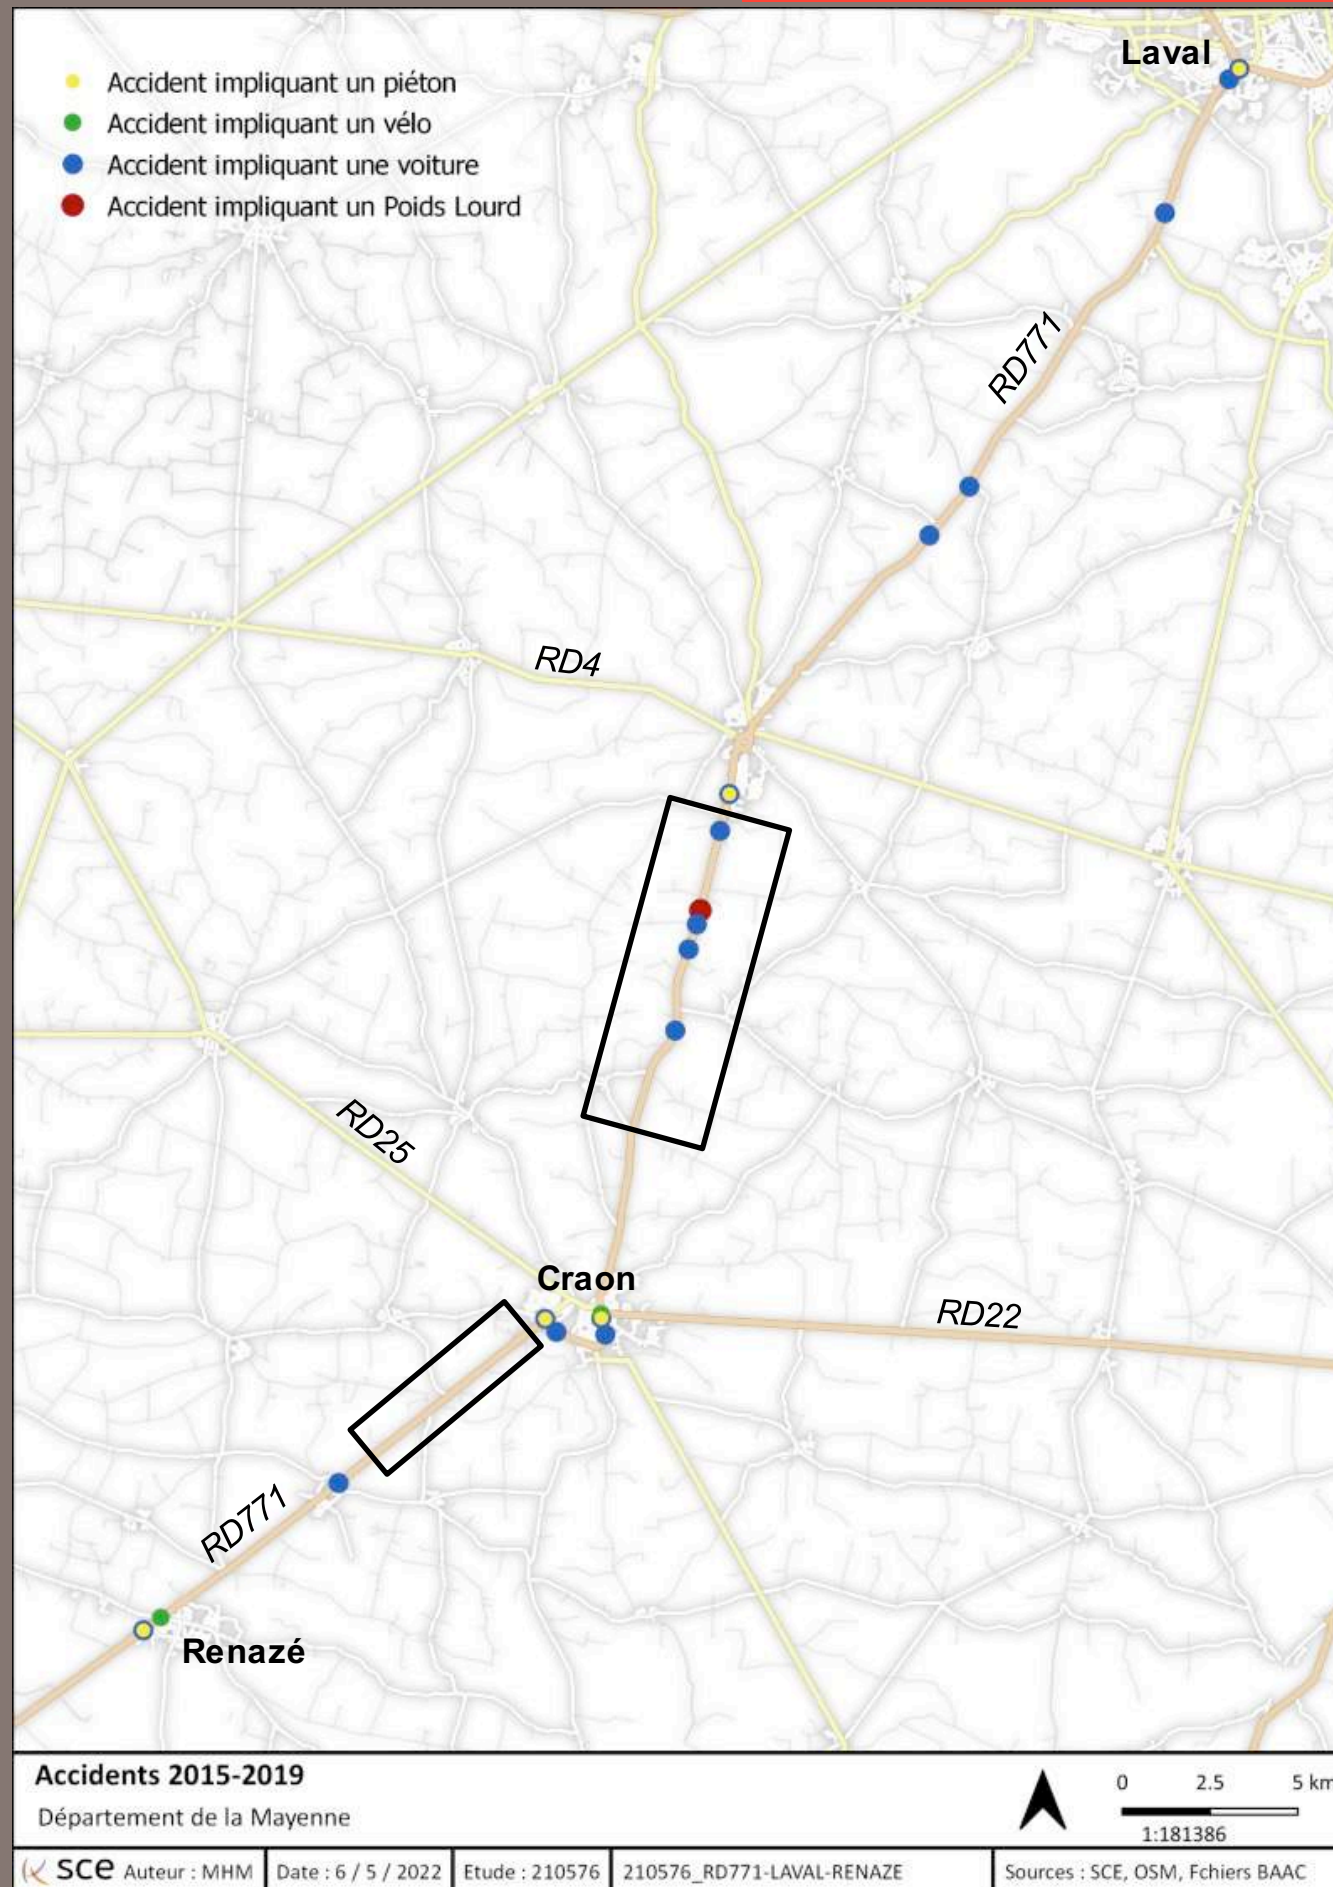 Laval
Accident impliquant un piéton
Accident impliquant un vélo
Accident impliquant une voiture
Accident impliquant un Poids Lourd
RD771
RD4
RD25
Craon
RD22
RD771
Renazé
Accidents 2015-2019
Département de la Mayenne
0 2.5 5 km
1:181386
sce Auteur : MHM Date : 6 / 5 / 2022 Etude : 210576 210576_RD771-LAVAL-RENAZE Sources : SCE, OSM, Fchiers BAAC